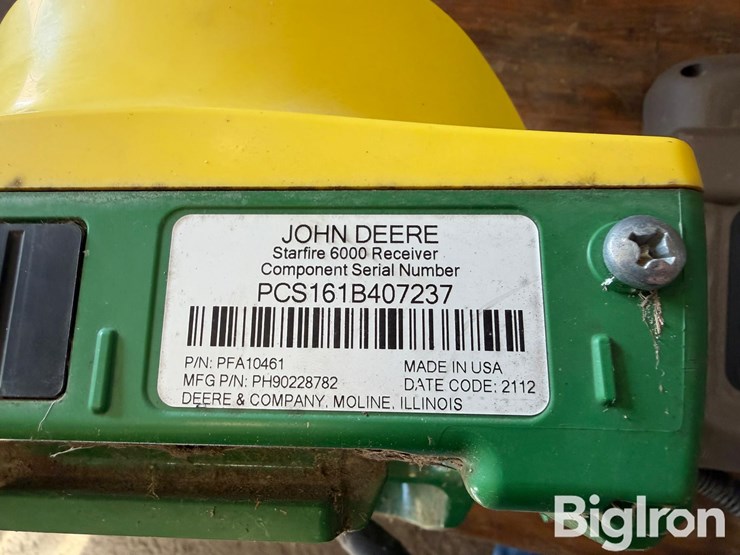 JOHN DEERE
Starfire 6000 Receiver
Component Serial Number
PCS161B407237
P/N: PFA10461 MADE IN USA
MFG P/N: PH90228782 DATE CODE: 2112
DEERE & COMPANY, MOLINE, ILLINOIS
BigIron